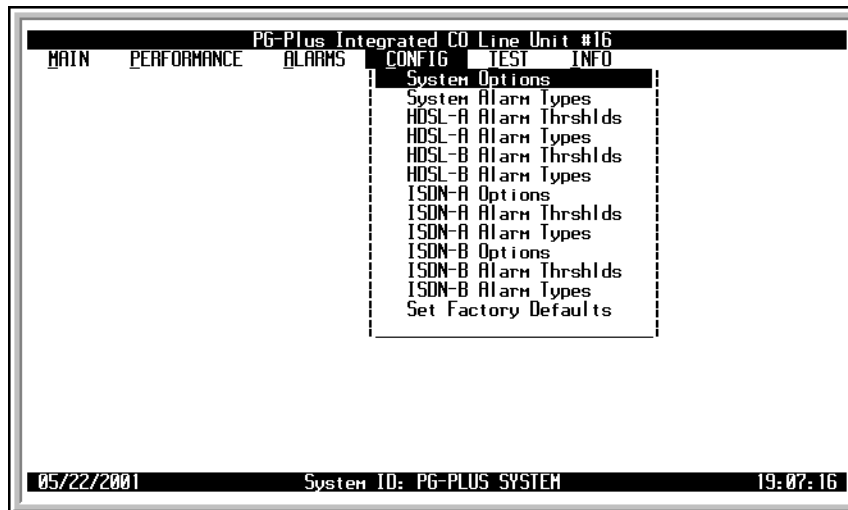 PG-Plus Integrated CO Line Unit #16
MAIN PERFORMANCE ALARMS CONFIG TEST INFO
System Options
System Alarm Types
HDSL-A Alarm Thrshlds
HDSL-A Alarm Types
HDSL-B Alarm Thrshlds
HDSL-B Alarm Types
ISDN-A Options
ISDN-A Alarm Thrshlds
ISDN-A Alarm Types
ISDN-B Options
ISDN-B Alarm Thrshlds
ISDN-B Alarm Types
Set Factory Defaults
05/22/2001 System ID: PG-PLUS SYSTEM 19:07:16